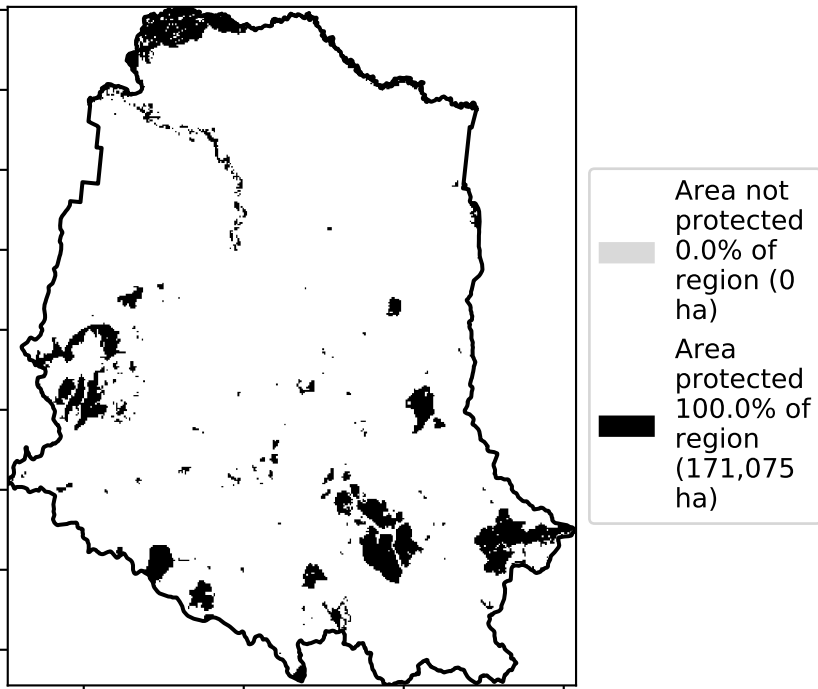 Area not
protected
0.0% of
region (0
ha)
Area
protected
100.0% of
region
(171,075
ha)